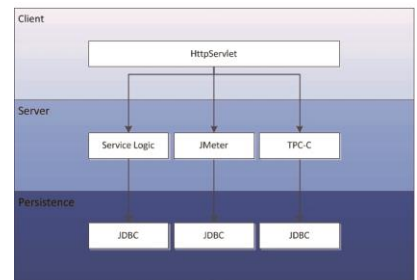 Client
HttpServlet
Server
Service Logic
JMeter
TPC-C
Persistence
JDBC
JDBC
JDBC